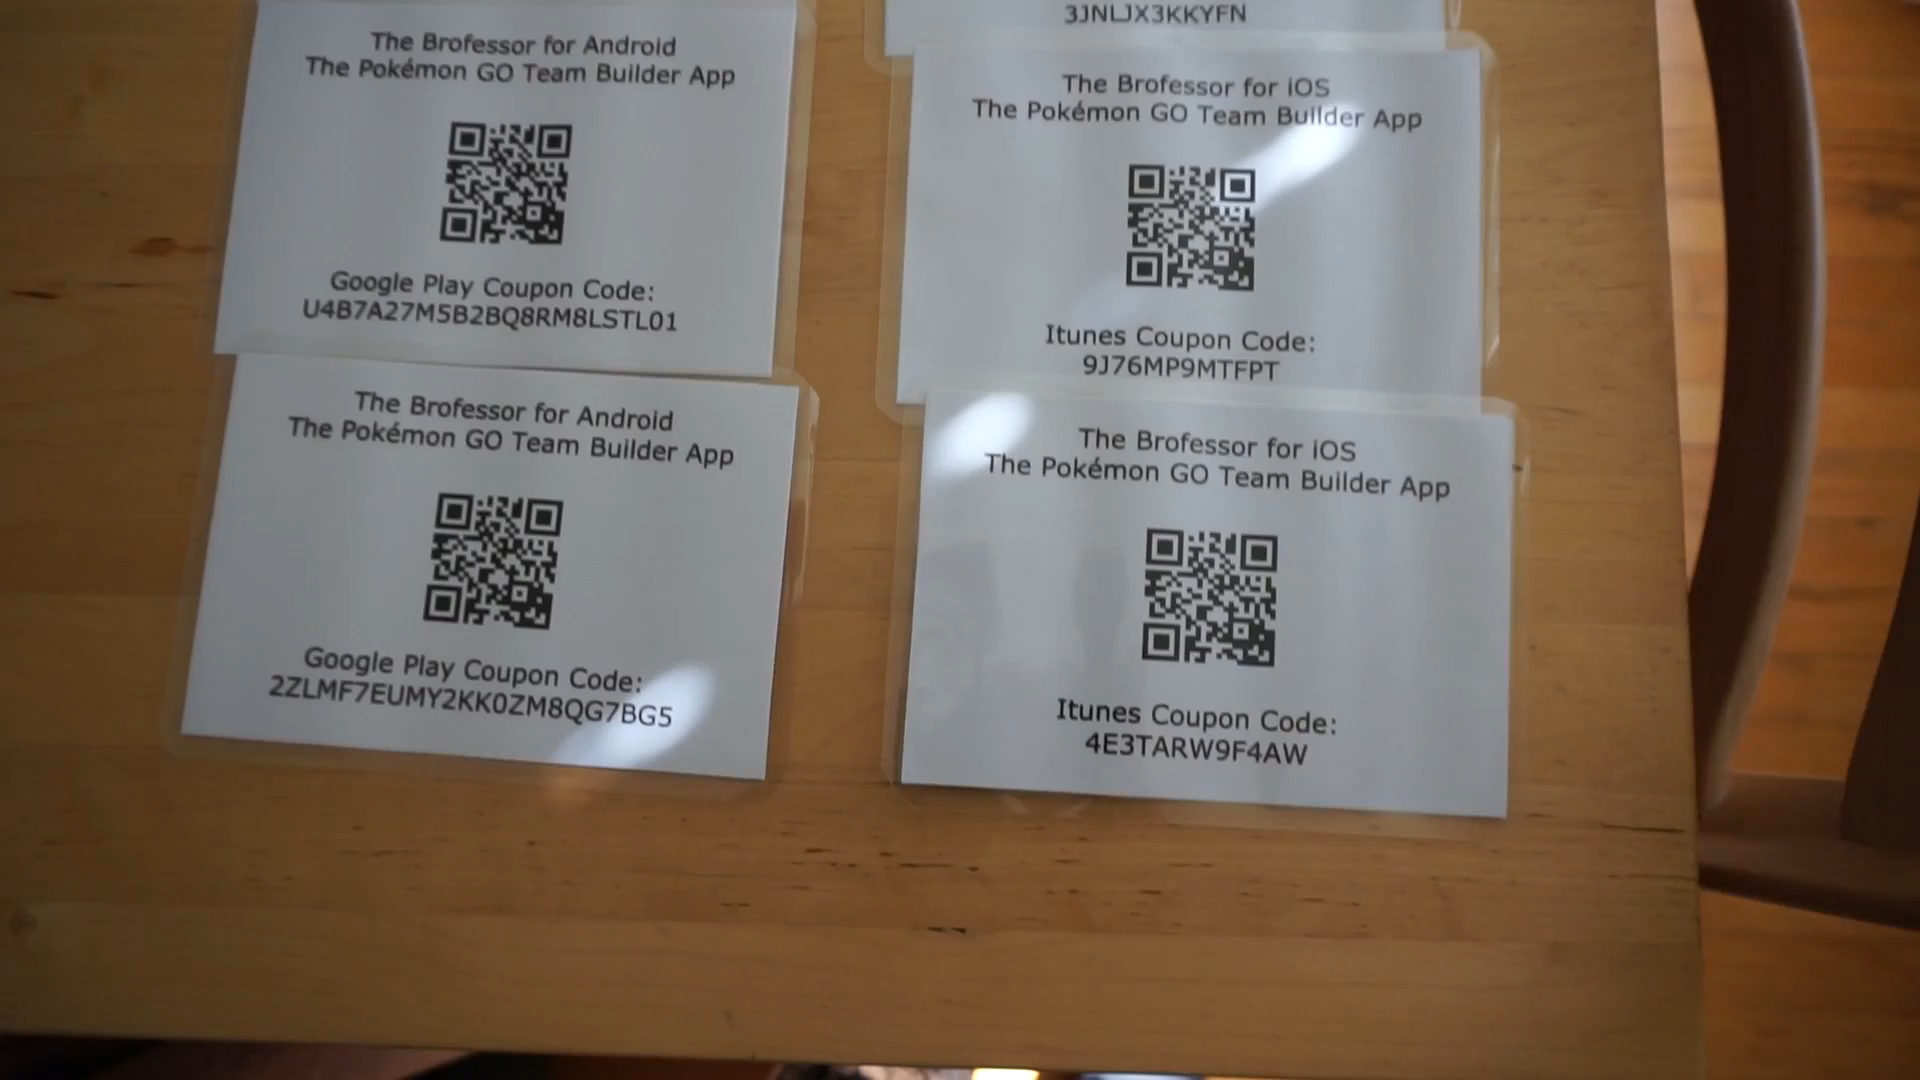 The Brofessor for Android
The Pokémon GO Team Builder App
Google Play Coupon Code:
U4B7A27M5B2BQ8RM8LSTL01
The Brofessor for Android
The Pokémon GO Team Builder App
Google Play Coupon Code:
2ZLMF7EUMY2KK0ZM8QG7BG5
3JNLJX3KKYFN
The Brofessor for iOS
The Pokémon GO Team Builder App
Itunes Coupon Code:
9J76MP9MTFPT
The Brofessor for iOS
The Pokémon GO Team Builder App
Itunes Coupon Code:
4E3TARW9F4AW